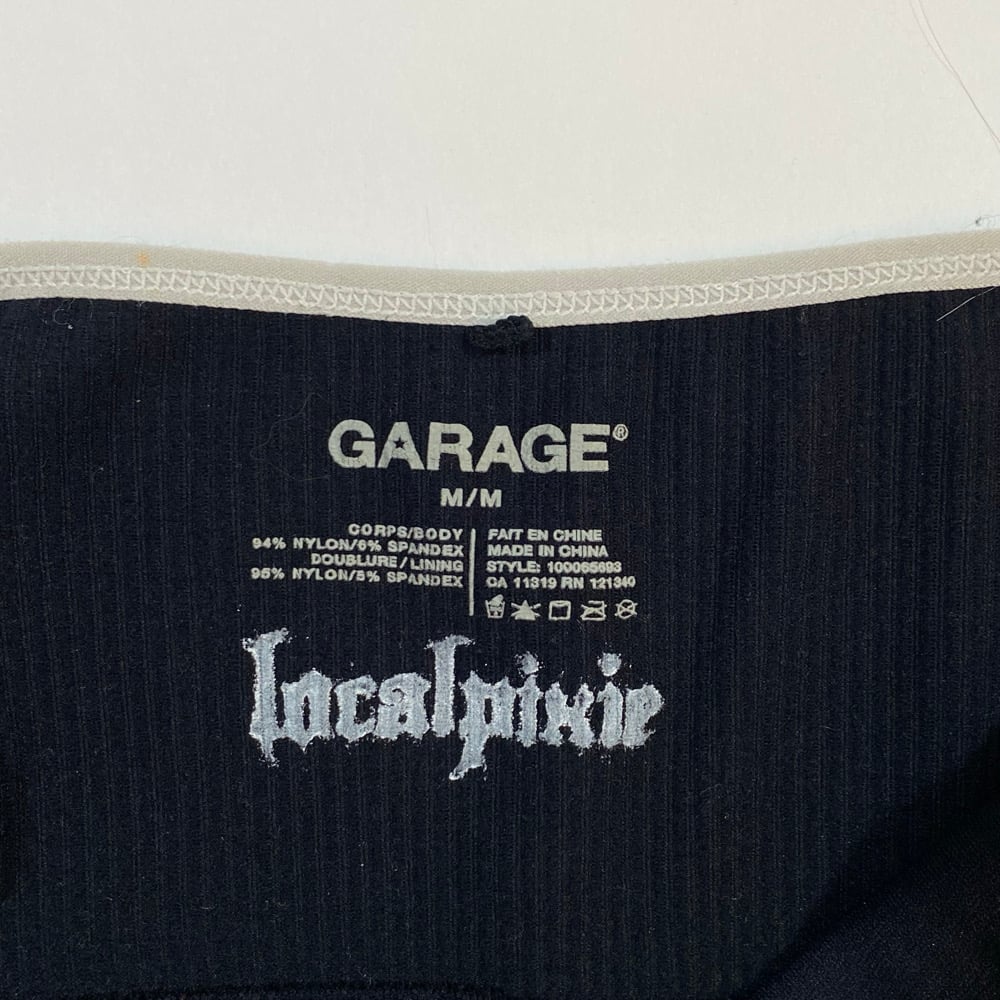 GARAGE®
M/M
CORPS/BODY
94% NYLON/6% SPANDEX
DOUBLURE/LINING
95% NYLON/5% SPANDEX
FAIT EN CHINE
MADE IN CHINA
STYLE: 100065693
CA 11319 RN 121340
localpixie